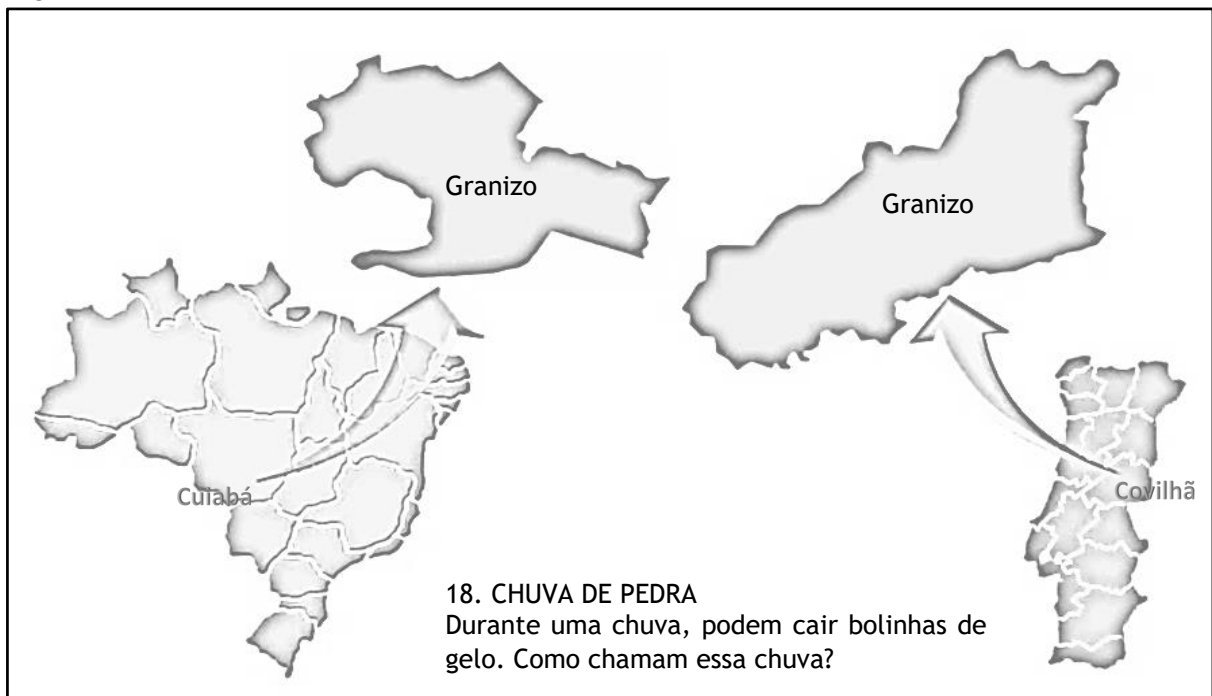 Granizo
Granizo
Cuiabá
Covilhã
18. CHUVA DE PEDRA
Durante uma chuva, podem cair bolinhas de
gelo. Como chamam essa chuva?